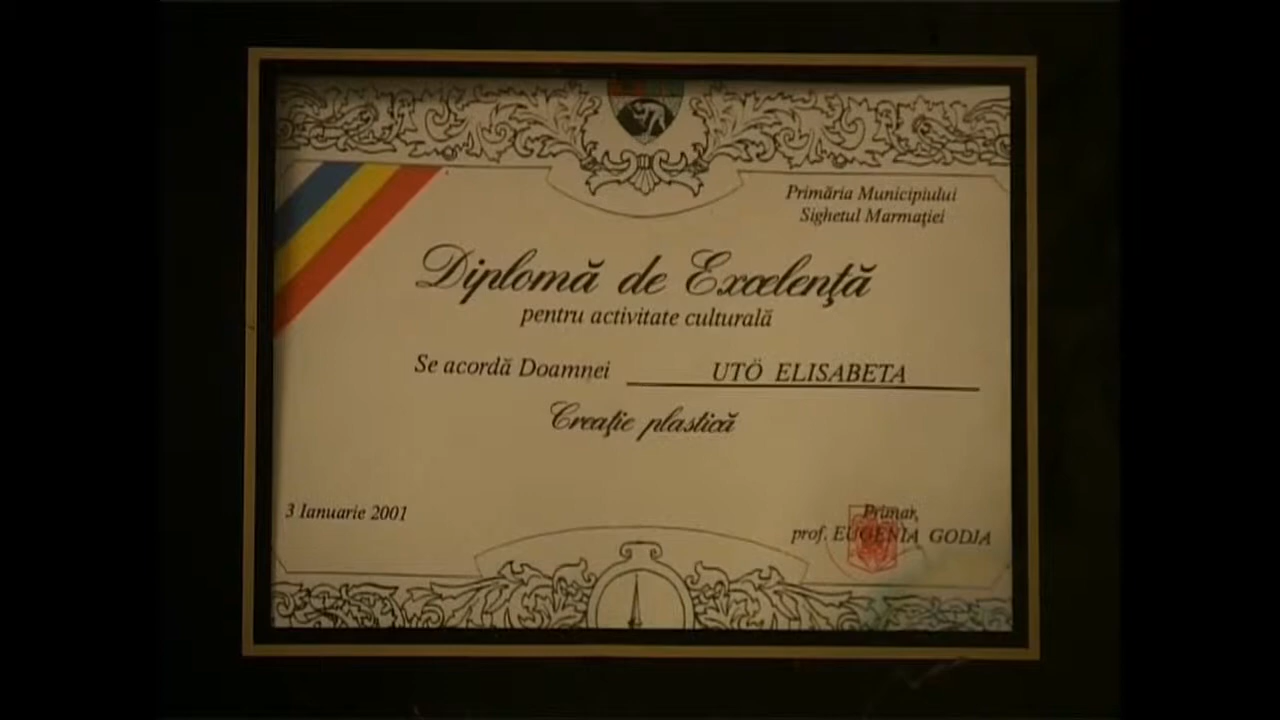 Primăria Municipiului
Sighetul Marmației
Diplomă de Excelență
pentru activitate culturală
Se acordă Doamnei UTÖ ELISABETA
Creație plastică
3 Ianuarie 2001
Primar,
prof. EUGENIA GODJA